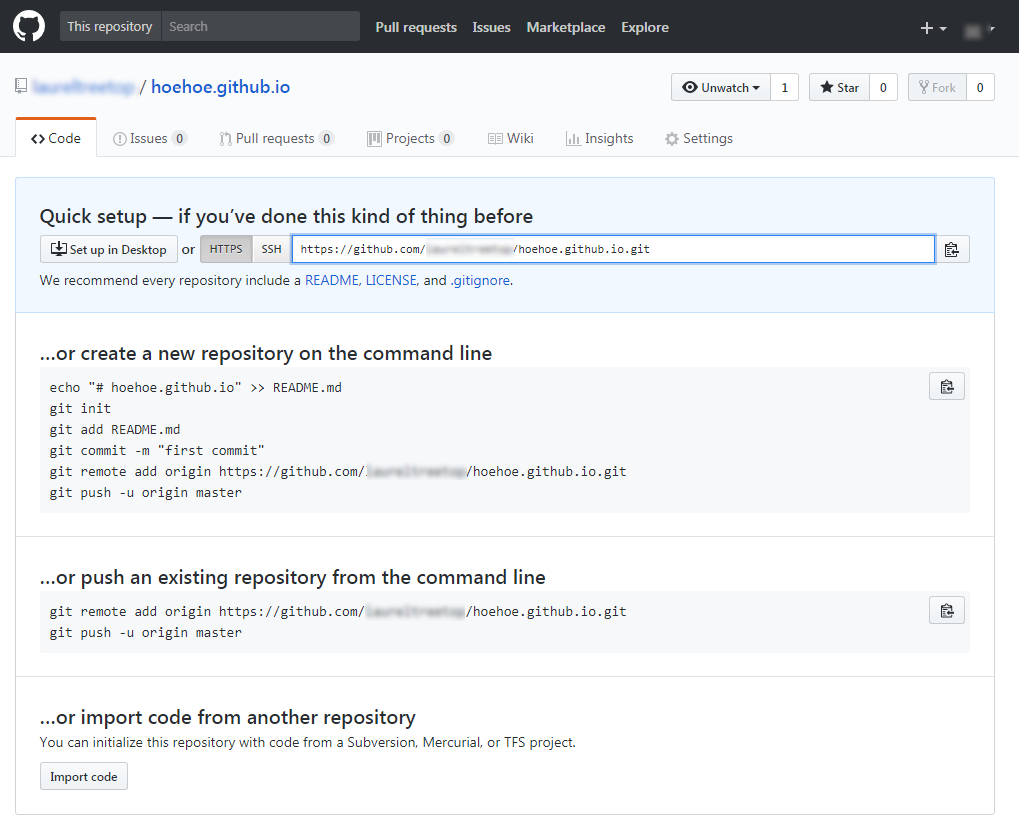 This repository Search Pull requests Issues Marketplace Explore
/ hoehoe.github.io Unwatch 1 Star 0 Fork 0
Code Issues 0 Pull requests 0 Projects 0 Wiki Insights Settings
Quick setup — if you’ve done this kind of thing before
Set up in Desktop or HTTPS SSH https://github.com/ /hoehoe.github.io.git
We recommend every repository include a README, LICENSE, and .gitignore.
…or create a new repository on the command line
echo "# hoehoe.github.io" >> README.md
git init
git add README.md
git commit -m "first commit"
git remote add origin https://github.com/ /hoehoe.github.io.git
git push -u origin master
…or push an existing repository from the command line
git remote add origin https://github.com/ /hoehoe.github.io.git
git push -u origin master
…or import code from another repository
You can initialize this repository with code from a Subversion, Mercurial, or TFS project.
Import code